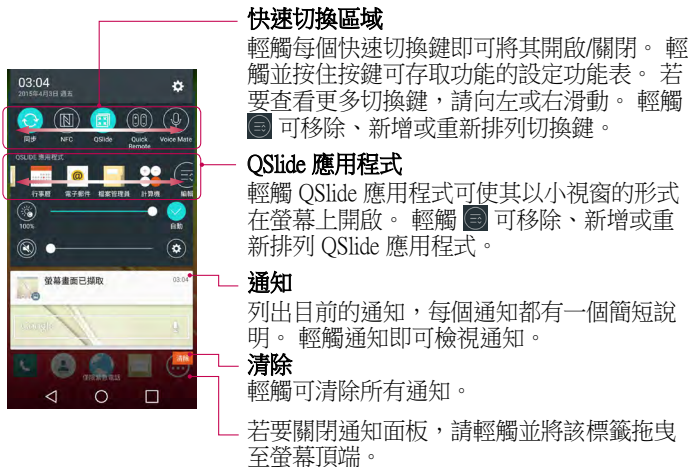 快速切換區域
輕觸每個快速切換鍵即可將其開啟/關閉。 輕
觸並按住按鍵可存取功能的設定功能表。 若
要查看更多切換鍵，請向左或右滑動。 輕觸
可移除、新增或重新排列切換鍵。
QSlide 應用程式
輕觸 QSlide 應用程式可使其以小視窗的形式
在螢幕上開啟。 輕觸 可移除、新增或重
新排列 QSlide 應用程式。
通知
列出目前的通知，每個通知都有一個簡短說
明。 輕觸通知即可檢視通知。
清除
輕觸可清除所有通知。
若要關閉通知面板，請輕觸並將該標籤拖曳
至螢幕頂端。
03:04
2015年4月3日 週五
同步 NFC QSlide Quick Remote Voice Mate
QSLIDE 應用程式
行事曆 電子郵件 檔案管理員 計算機 編輯
100% 自動
螢幕畫面已擷取 03:04
清除
僅限緊急電話